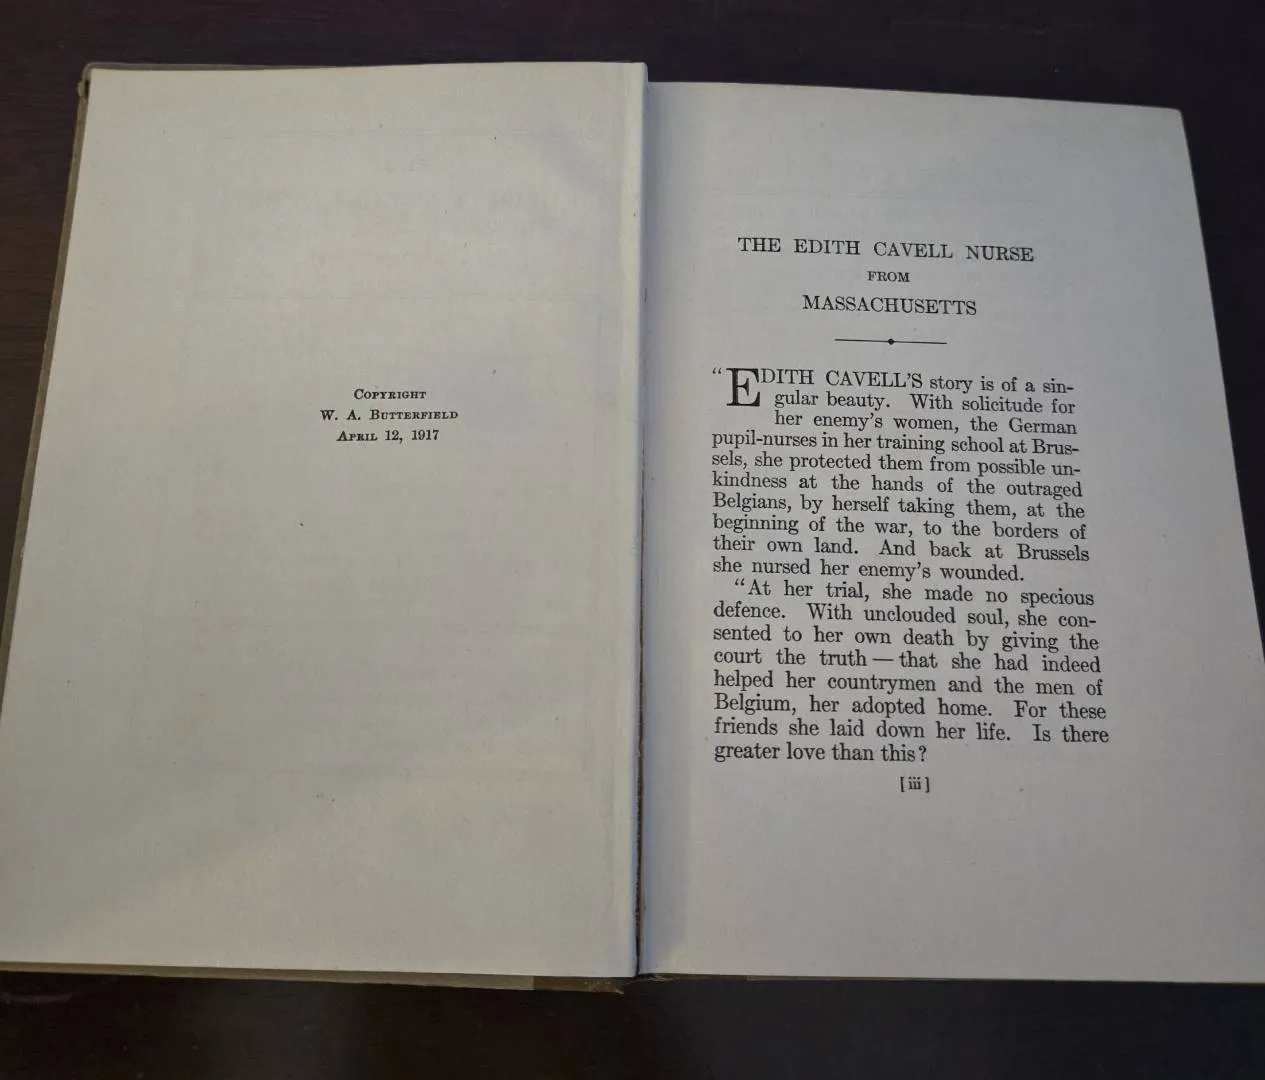 COPYRIGHT
W. A. BUTTERFIELD
APRIL 12, 1917
THE EDITH CAVELL NURSE
FROM
MASSACHUSETTS
"EDITH CAVELL'S story is of a sin-
gular beauty. With solicitude for
her enemy's women, the German
pupil-nurses in her training school at Brus-
sels, she protected them from possible un-
kindness at the hands of the outraged
Belgians, by herself taking them, at the
beginning of the war, to the borders of
their own land. And back at Brussels
she nursed her enemy's wounded.
"At her trial, she made no specious
defence. With unclouded soul, she con-
sented to her own death by giving the
court the truth — that she had indeed
helped her countrymen and the men of
Belgium, her adopted home. For these
friends she laid down her life. Is there
greater love than this?
[ iii ]